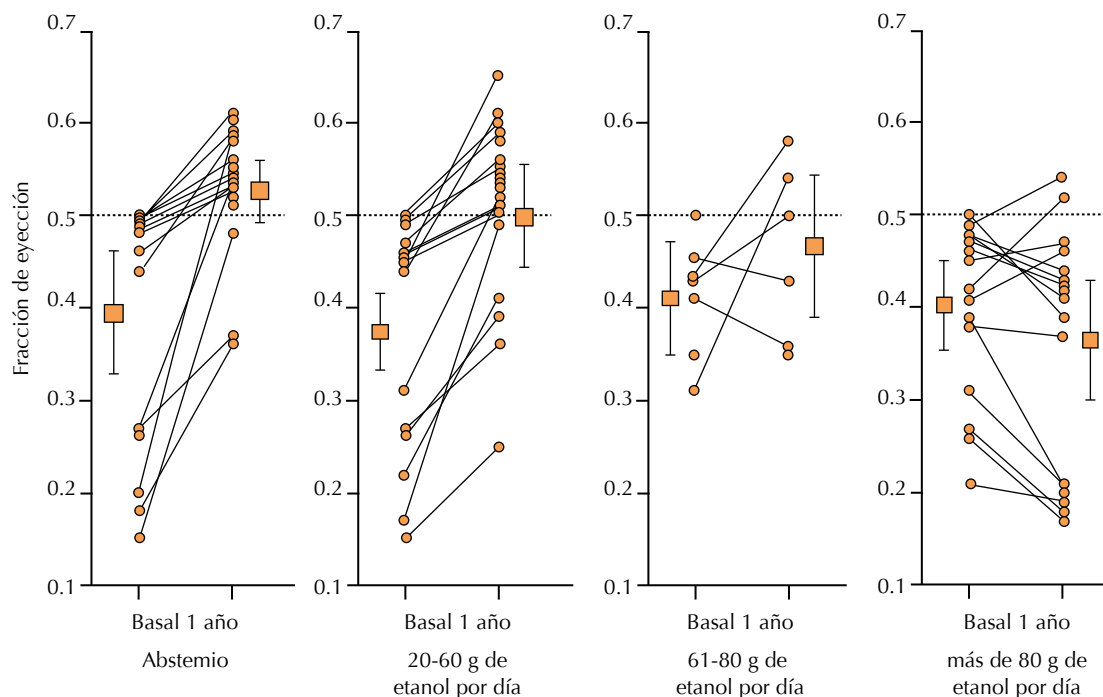 Fracción de eyección
0.7
0.6
0.5
0.4
0.3
0.2
0.1
Basal 1 año
Abstemio
0.7
0.6
0.5
0.4
0.3
0.2
0.1
Basal 1 año
20-60 g de
etanol por día
0.7
0.6
0.5
0.4
0.3
0.2
0.1
Basal 1 año
61-80 g de
etanol por día
0.7
0.6
0.5
0.4
0.3
0.2
0.1
Basal 1 año
más de 80 g de
etanol por día